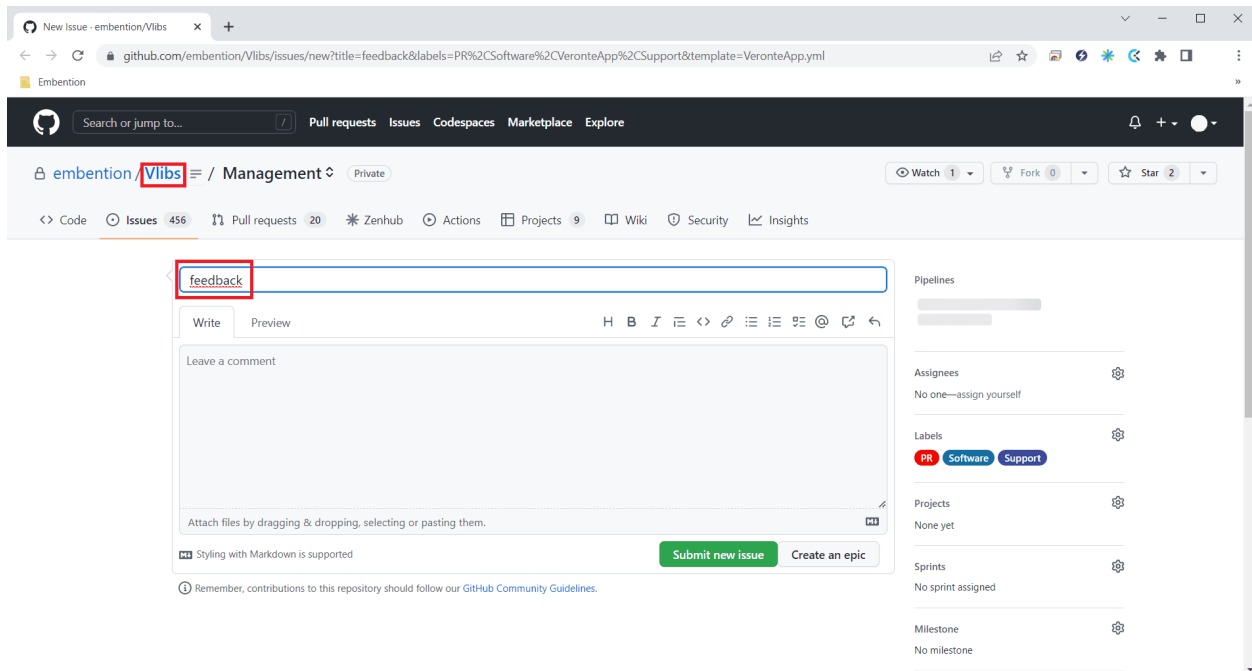 New Issue · embention/Vlibs
github.com/embention/Vlibs/issues/new?title=feedback&labels=PR%2CSoftware%2CVeronteApp%2CSupport&template=VeronteApp.yml
Embention
»
Search or jump to... /
Pull requests Issues Codespaces Marketplace Explore
embention / Vlibs / Management Private
Watch 1 Fork 0 Star 2
Code Issues 456 Pull requests 20 Zenhub Actions Projects 9 Wiki Security Insights
feedback
Write Preview
H B I @
Leave a comment
Attach files by dragging & dropping, selecting or pasting them.
Styling with Markdown is supported
Submit new issue Create an epic
Remember, contributions to this repository should follow our GitHub Community Guidelines.
Pipelines
Assignees
No one—assign yourself
Labels
PR Software Support
Projects
None yet
Sprints
No sprint assigned
Milestone
No milestone